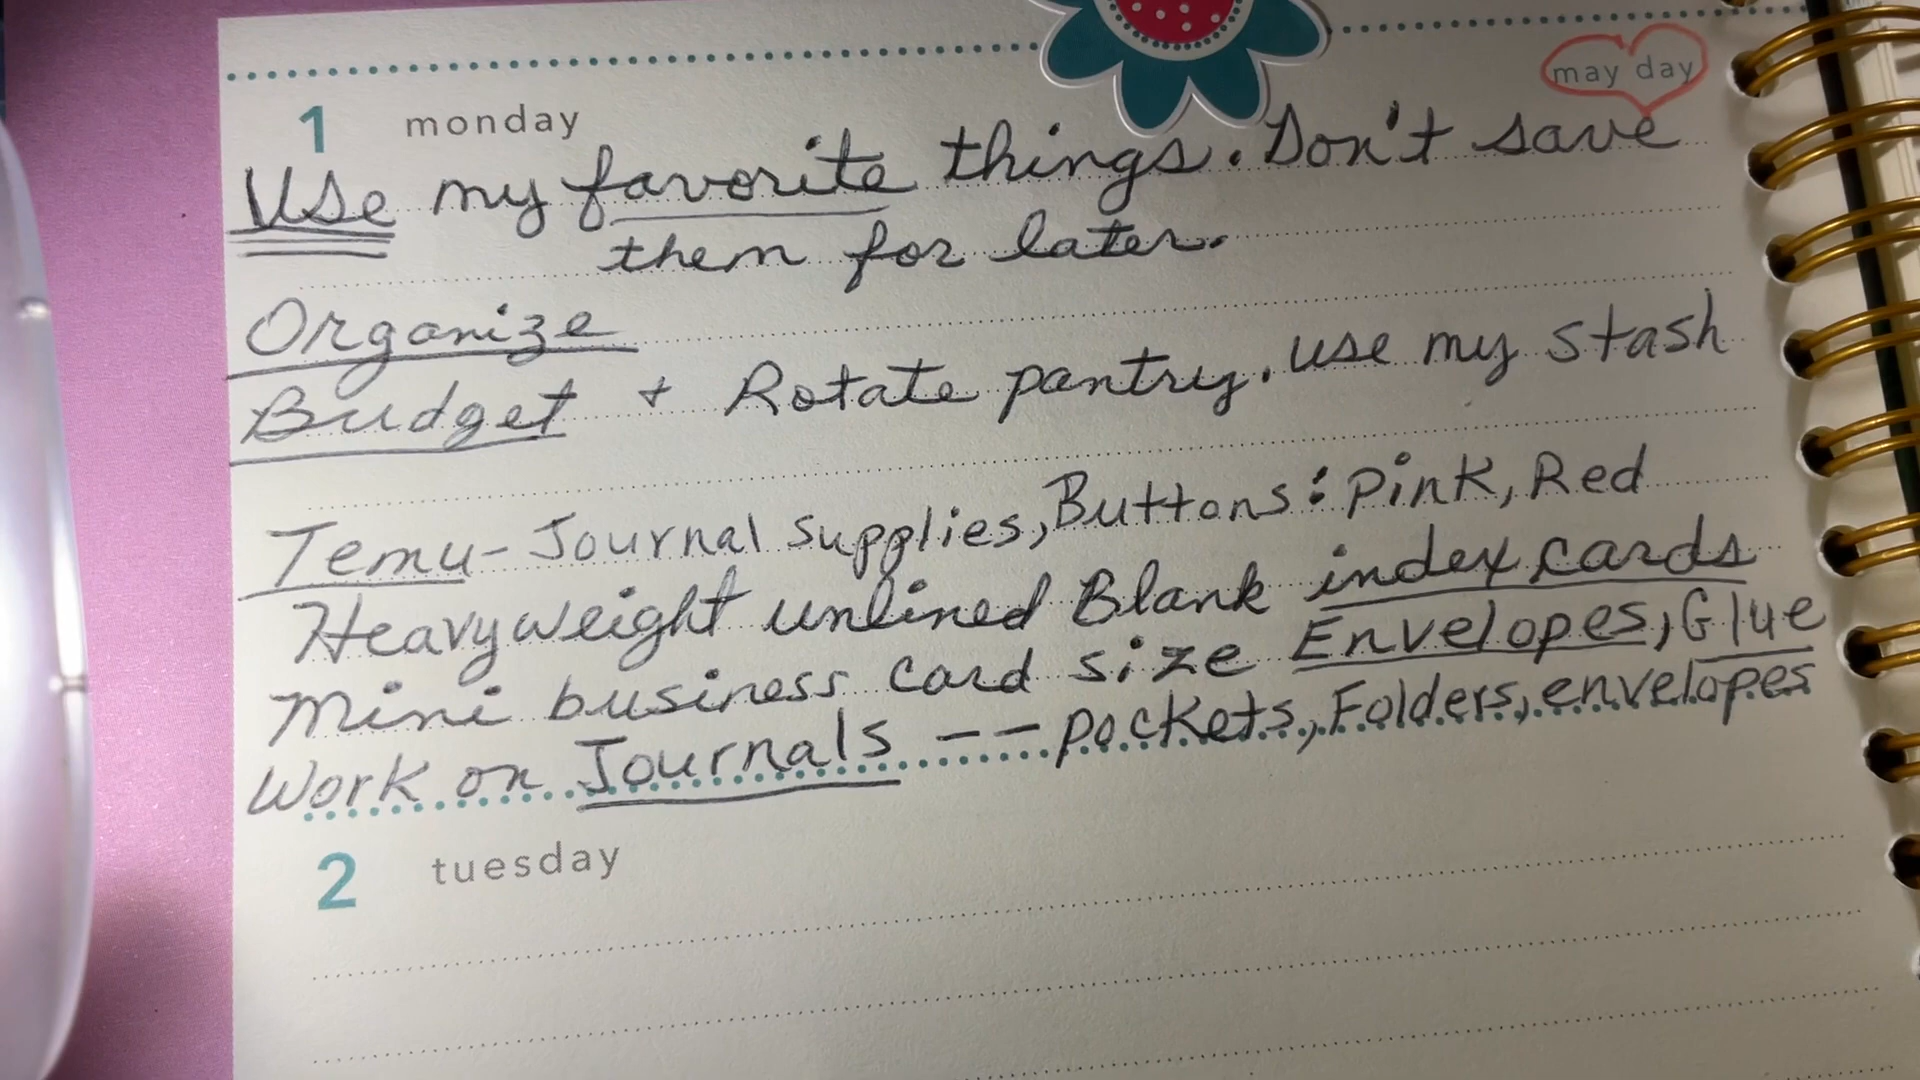 may day
1 monday
Use my favorite things. Don't save
them for later.
Organize
Budget + Rotate pantry. use my stash
Temu - Journal supplies, Buttons: Pink, Red
Heavyweight unlined Blank index cards
Mini business card size Envelopes, Glue
Work on Journals -- pockets, Folders, envelopes
2 tuesday